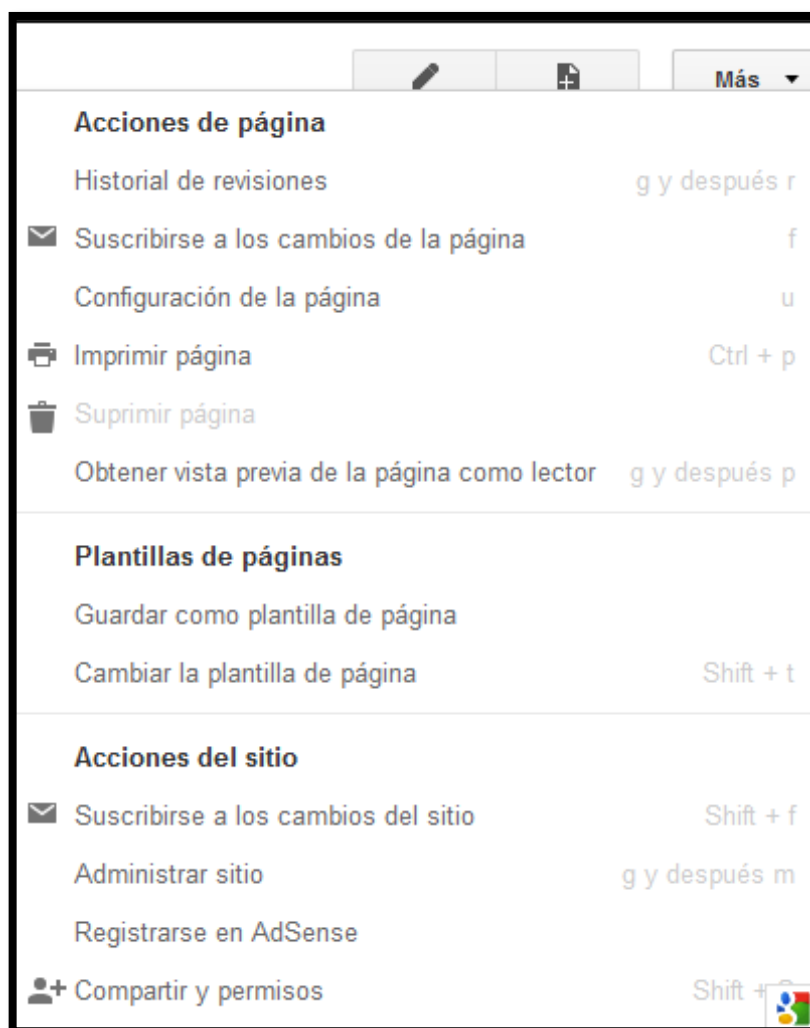 Más
Acciones de página
Historial de revisiones g y después r
Suscribirse a los cambios de la página f
Configuración de la página u
Imprimir página Ctrl + p
Suprimir página
Obtener vista previa de la página como lector g y después p
Plantillas de páginas
Guardar como plantilla de página
Cambiar la plantilla de página Shift + t
Acciones del sitio
Suscribirse a los cambios del sitio Shift + f
Administrar sitio g y después m
Registrarse en AdSense
Compartir y permisos Shift +